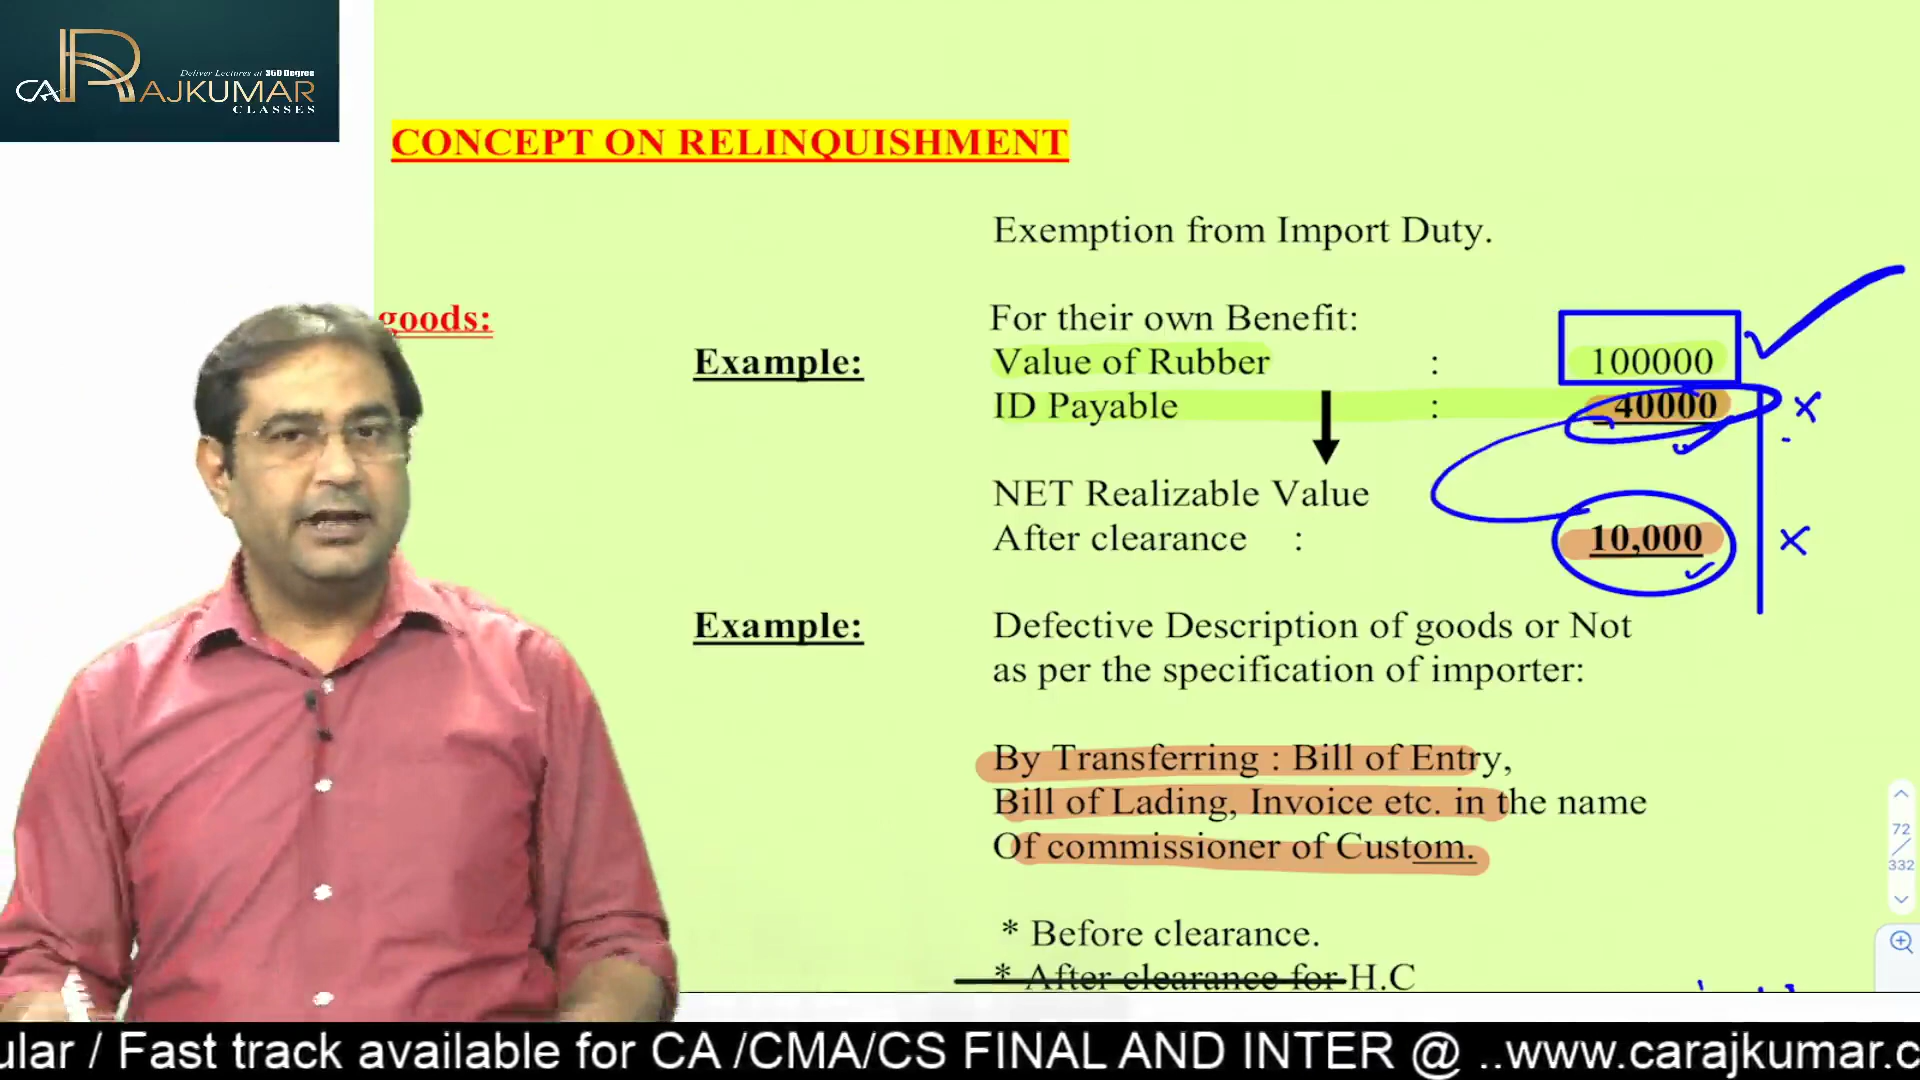 Deliver Lectures at 360 Degree
CA RAJKUMAR
CLASSES
CONCEPT ON RELINQUISHMENT
Exemption from Import Duty.
goods:
For their own Benefit:
Example:
Value of Rubber : 100000
ID Payable : 40000 x
NET Realizable Value
After clearance : 10,000 x
Example:
Defective Description of goods or Not
as per the specification of importer:
By Transferring : Bill of Entry,
Bill of Lading, Invoice etc. in the name
Of commissioner of Custom.
* Before clearance.
* After clearance for H.C
72
/
332
ular / Fast track available for CA /CMA/CS FINAL AND INTER @ ..www.carajkumar.c